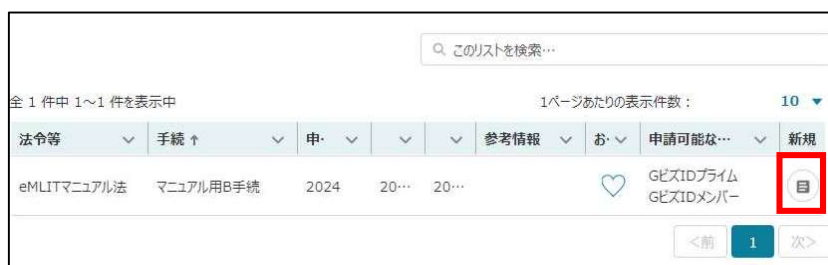 このリストを検索…
全 1 件中 1~1 件を表示中
1ページあたりの表示件数：
10
法令等 手続 ↑ 申· 参考情報 お· 申請可能な… 新規
eMLITマニュアル法 マニュアル用B手続 2024 20… 20… GビズIDプライム
GビズIDメンバー
<前 1 次>